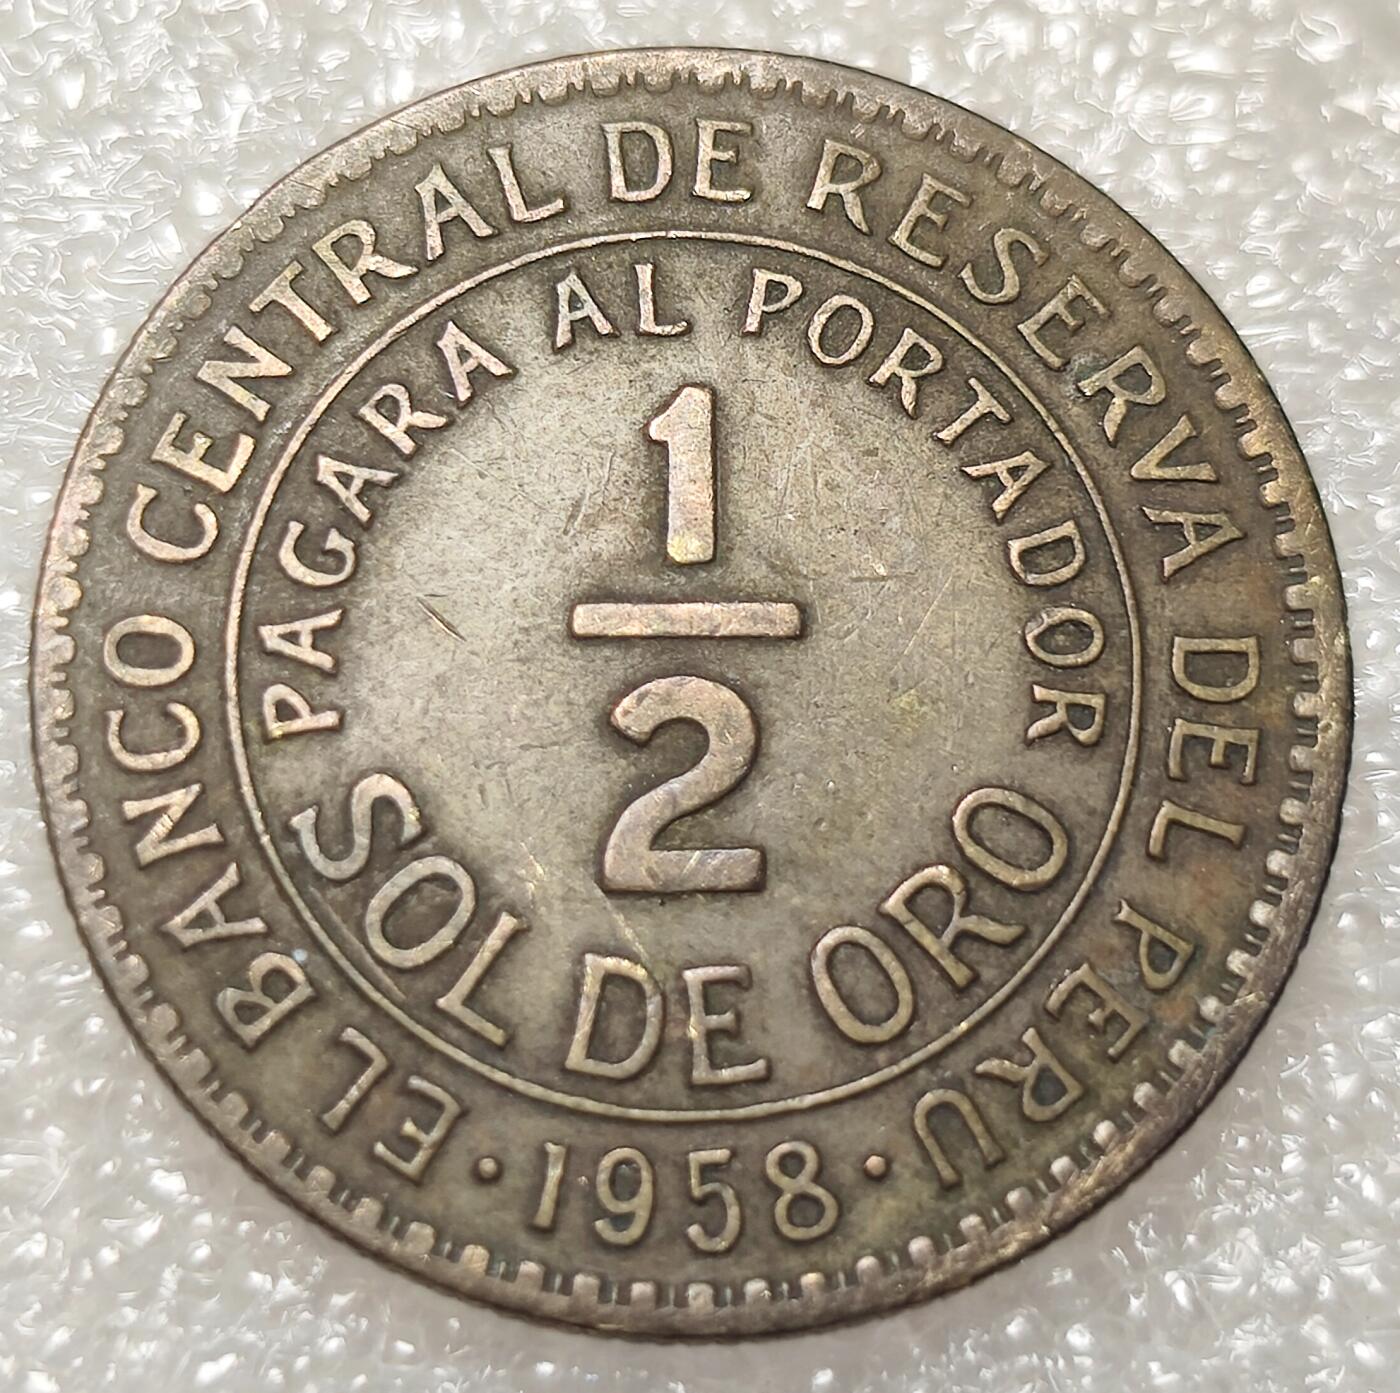 EL BANCO CENTRAL DE RESERVA DEL PERU
PAGARA AL PORTADOR
1
2
SOL DE ORO
· 1958 ·